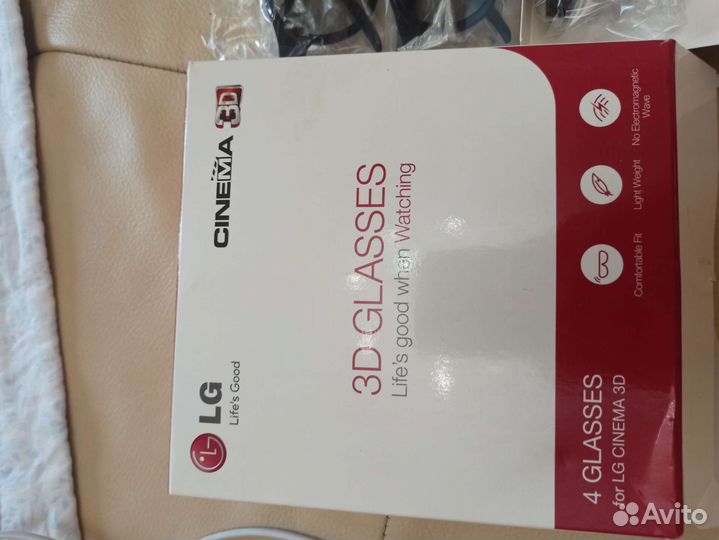 LG
Life's Good
CINEMA 3D
3D GLASSES
Life's good when Watching
4 GLASSES
for LG CINEMA 3D
Comfortable Fit
Light Weight
No Electromagnetic
Wave
Avito